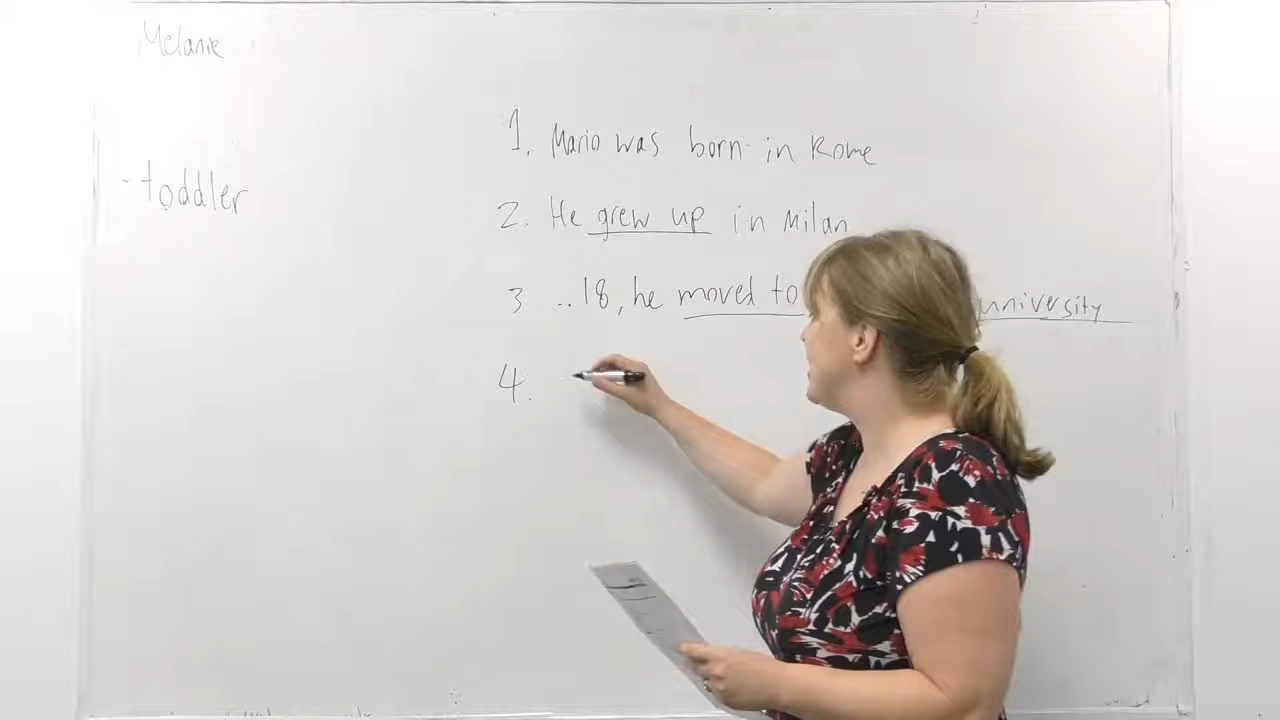 Melanie
- toddler
1. Mario was born in Rome
2. He grew up in Milan
3 ..18, he moved to university
4.